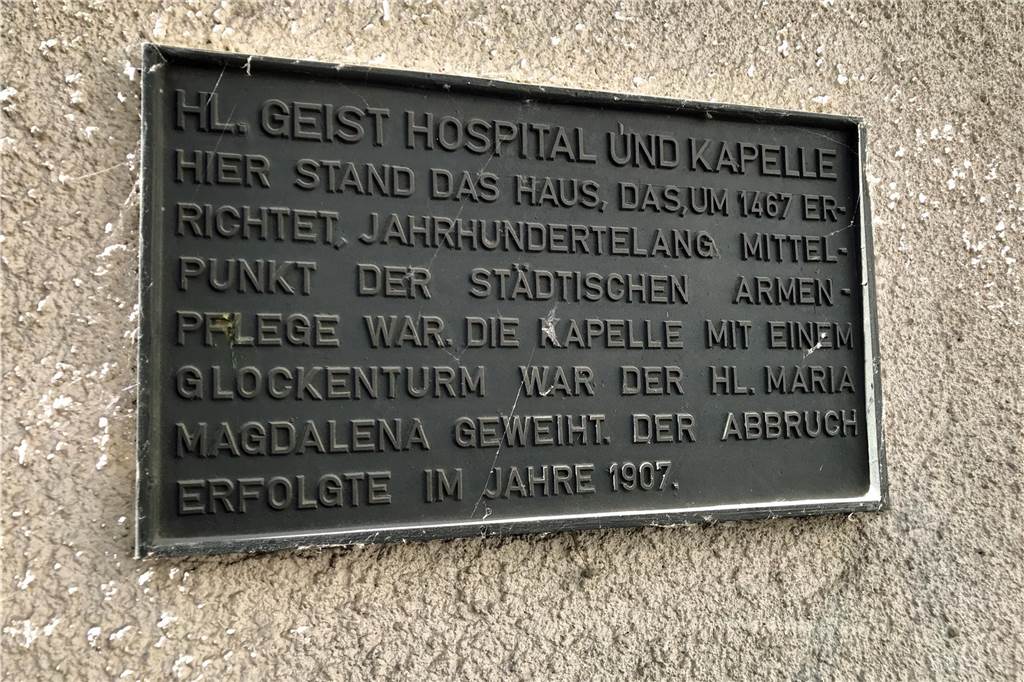 HL. GEIST HOSPITAL UND KAPELLE
HIER STAND DAS HAUS, DAS, UM 1467 ER-
RICHTET, JAHRHUNDERTELANG MITTEL-
PUNKT DER STÄDTISCHEN ARMEN-
PFLEGE WAR. DIE KAPELLE MIT EINEM
GLOCKENTURM WAR DER HL. MARIA
MAGDALENA GEWEIHT. DER ABBRUCH
ERFOLGTE IM JAHRE 1907.